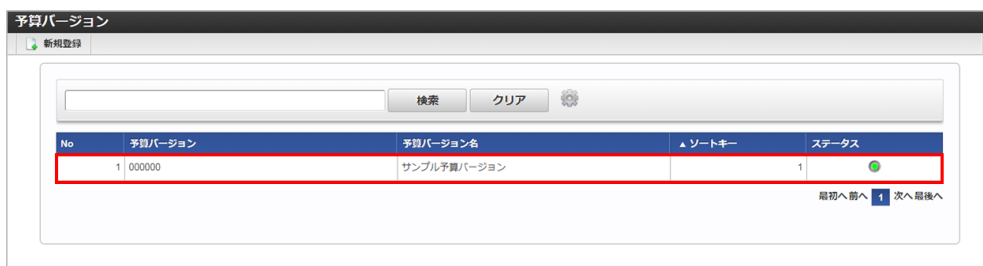 予算バージョン
新規登録
検索 クリア
No 予算バージョン 予算バージョン名 ▲ ソートキー ステータス
1 000000 サンプル予算バージョン 1
最初へ 前へ 1 次へ 最後へ